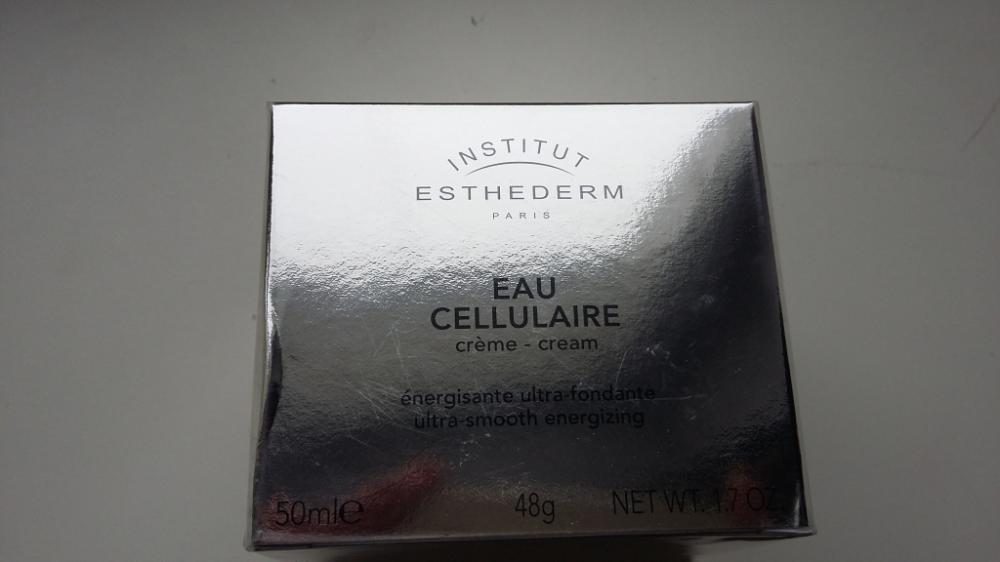 INSTITUT
ESTHEDERM
PARIS
EAU
CELLULAIRE
crème - cream
énergisante ultra-fondante
ultra-smooth energizing
50ml℮ 48g NET WT. 1.7 OZ.